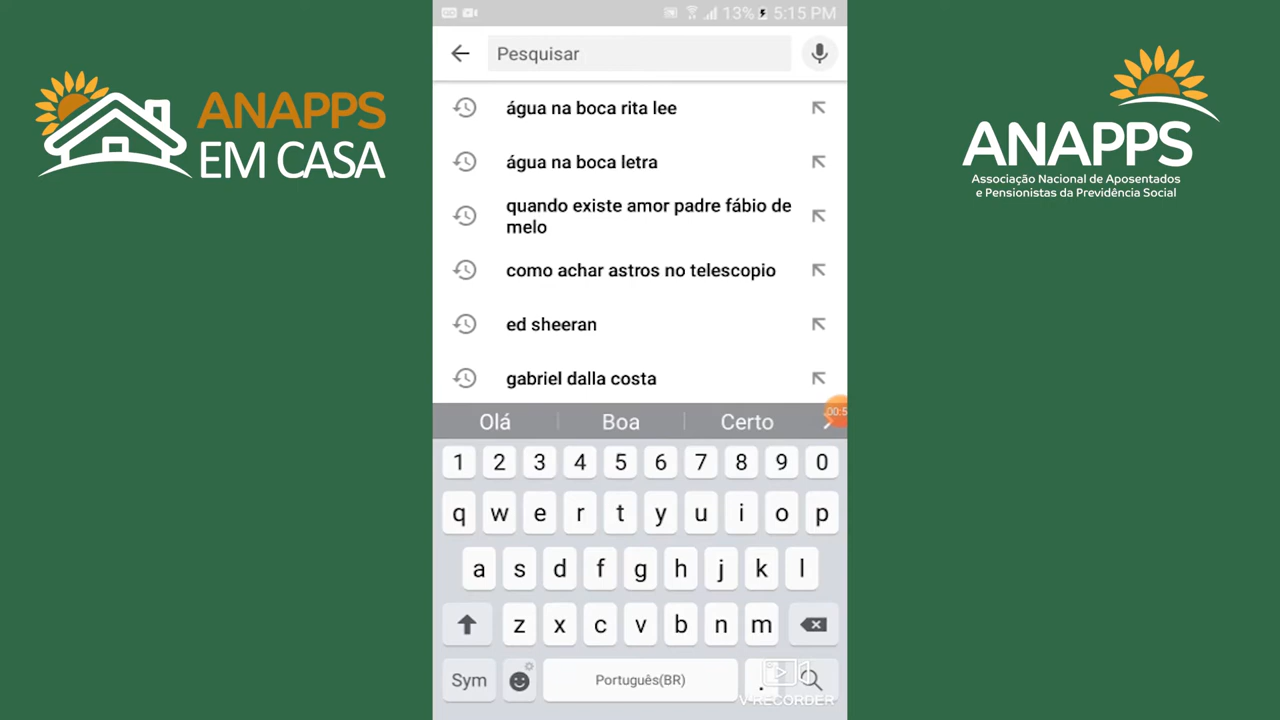 ANAPPS
EM CASA
13% 5:15 PM
Pesquisar
água na boca rita lee
água na boca letra
quando existe amor padre fábio de
melo
como achar astros no telescopio
ed sheeran
gabriel dalla costa
00:5
Olá Boa Certo
1 2 3 4 5 6 7 8 9 0
q w e r t y u i o p
a s d f g h j k l
z x c v b n m
Sym Português(BR) .
V-RECORDER
ANAPPS
Associação Nacional de Aposentados
e Pensionistas da Previdência Social